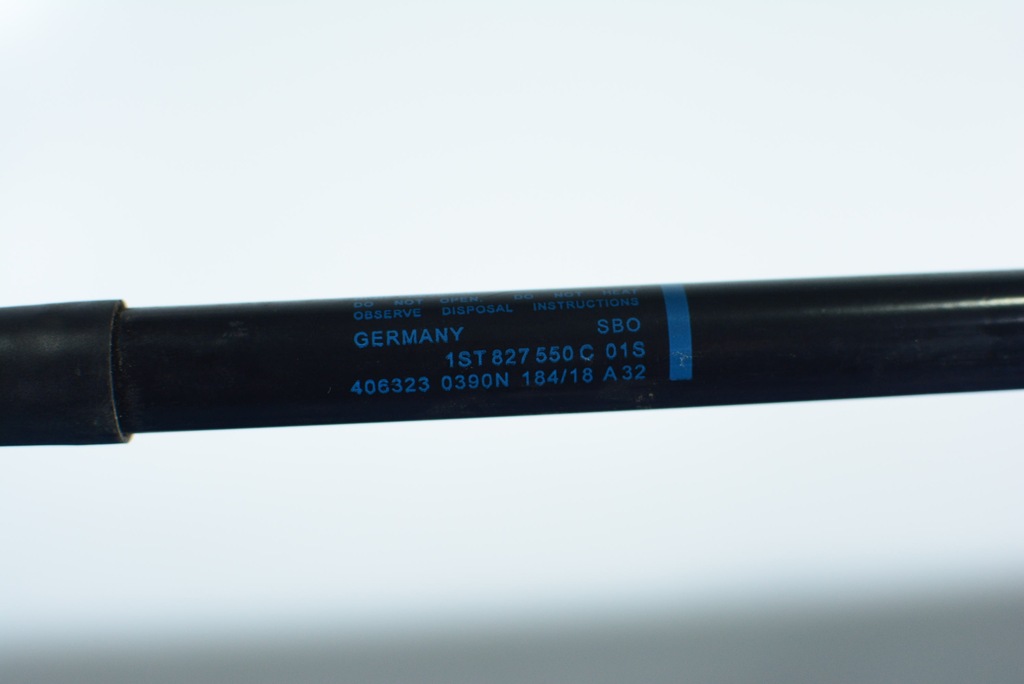 DO NOT OPEN, DO NOT HEAT
OBSERVE DISPOSAL INSTRUCTIONS
GERMANY SBO
1ST 827 550 C 01S
406323 0390N 184/18 A 32